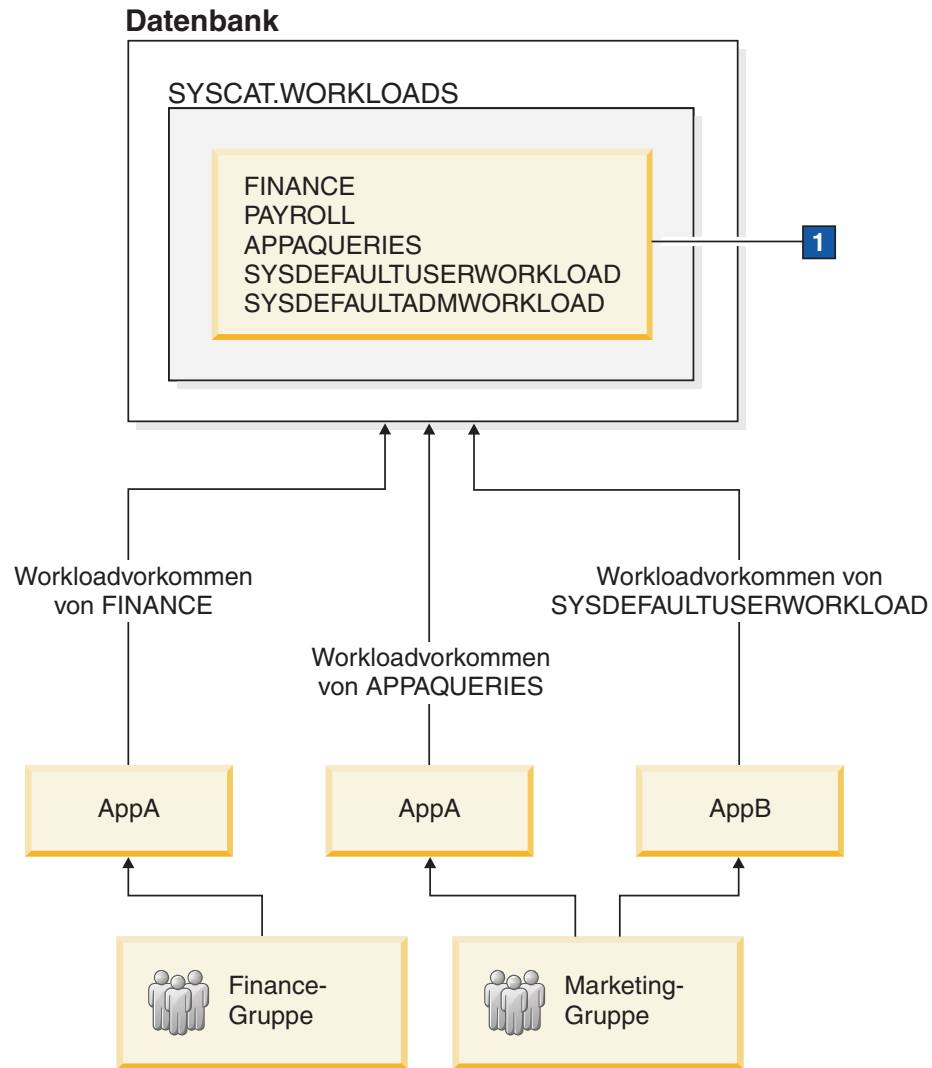 Datenbank
SYSCAT.WORKLOADS
FINANCE
PAYROLL
APPAQUERIES
SYSDEFAULTUSERWORKLOAD
SYSDEFAULTADMWORKLOAD
1
Workloadvorkommen
von FINANCE
Workloadvorkommen
von APPAQUERIES
Workloadvorkommen von
SYSDEFAULTUSERWORKLOAD
AppA
AppA
AppB
Finance-
Gruppe
Marketing-
Gruppe